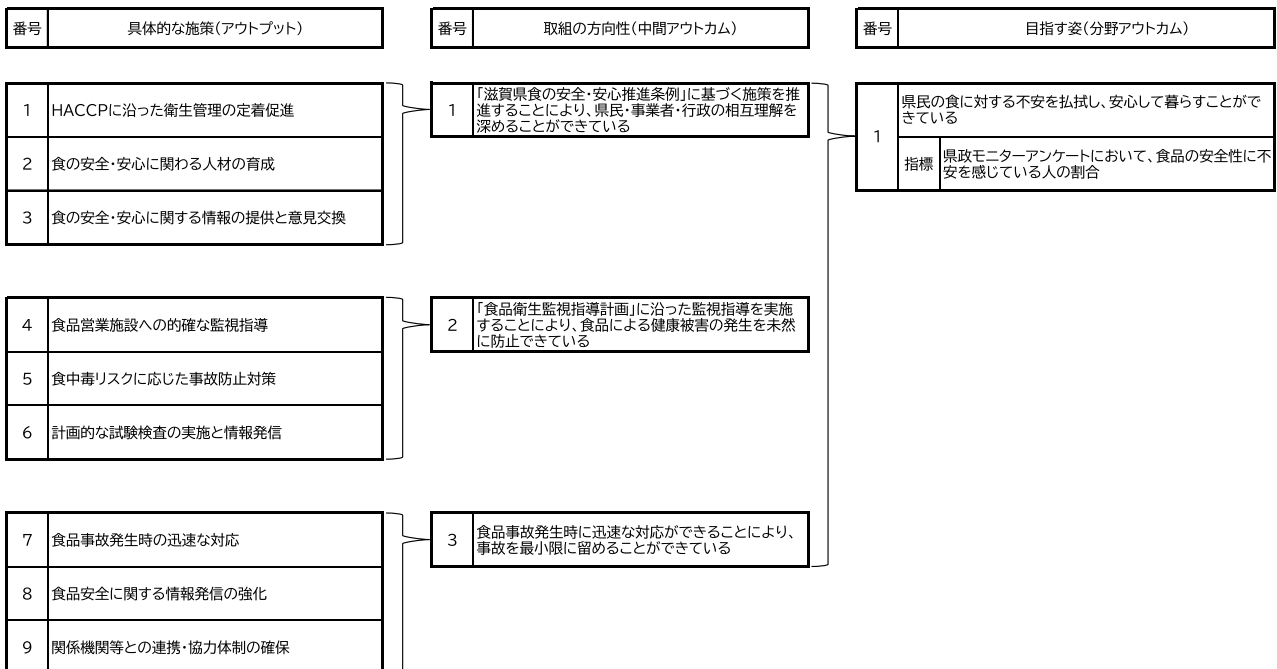 番号 具体的な施策（アウトプット）
番号 取組の方向性（中間アウトカム）
番号 目指す姿（分野アウトカム）
1 HACCPに沿った衛生管理の定着促進
2 食の安全・安心に関わる人材の育成
3 食の安全・安心に関する情報の提供と意見交換
1 「滋賀県食の安全・安心推進条例」に基づく施策を推
進することにより、県民・事業者・行政の相互理解を
深めることができている
1 県民の食に対する不安を払拭し、安心して暮らすことがで
きている
指標 県政モニターアンケートにおいて、食品の安全性に不
安を感じている人の割合
4 食品営業施設への的確な監視指導
5 食中毒リスクに応じた事故防止対策
6 計画的な試験検査の実施と情報発信
2 「食品衛生監視指導計画」に沿った監視指導を実施
することにより、食品による健康被害の発生を未然
に防止できている
7 食品事故発生時の迅速な対応
8 食品安全に関する情報発信の強化
9 関係機関等との連携・協力体制の確保
3 食品事故発生時に迅速な対応ができることにより、
事故を最小限に留めることができている